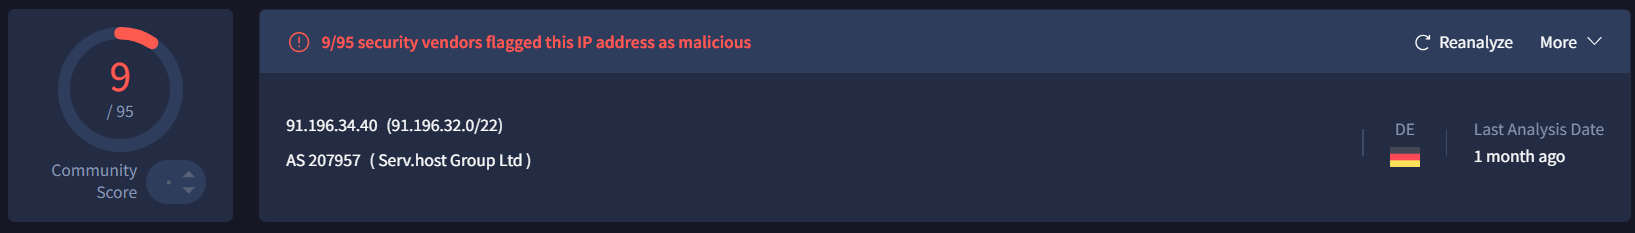 9
/ 95
Community
Score
9/95 security vendors flagged this IP address as malicious
Reanalyze
More
91.196.34.40 (91.196.32.0/22)
AS 207957 ( Serv.host Group Ltd )
DE
Last Analysis Date
1 month ago